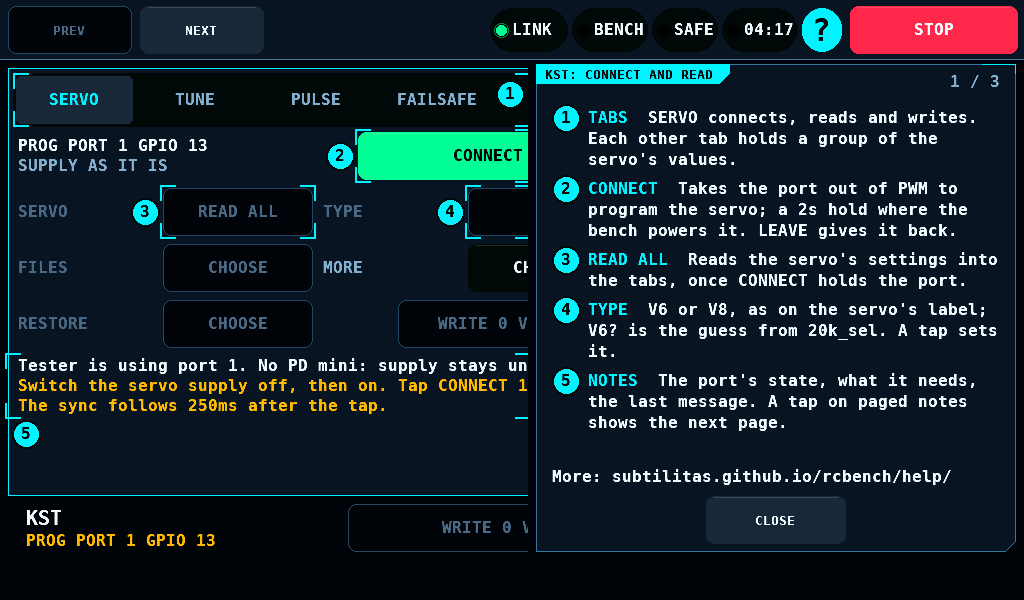 PREV
NEXT
LINK
BENCH
SAFE
04:17
?
STOP
SERVO
TUNE
PULSE
FAILSAFE
1
PROG PORT 1 GPIO 13
SUPPLY AS IT IS
2
CONNECT
SERVO
3
READ ALL
TYPE
4
FILES
CHOOSE
MORE
CH
RESTORE
CHOOSE
WRITE 0 V
Tester is using port 1. No PD mini: supply stays un
Switch the servo supply off, then on. Tap CONNECT 1
The sync follows 250ms after the tap.
5
KST
PROG PORT 1 GPIO 13
WRITE 0 V
KST: CONNECT AND READ
1 / 3
1 TABS SERVO connects, reads and writes.
Each other tab holds a group of the
servo's values.
2 CONNECT Takes the port out of PWM to
program the servo; a 2s hold where the
bench powers it. LEAVE gives it back.
3 READ ALL Reads the servo's settings into
the tabs, once CONNECT holds the port.
4 TYPE V6 or V8, as on the servo's label;
V6? is the guess from 20k_sel. A tap sets
it.
5 NOTES The port's state, what it needs,
the last message. A tap on paged notes
shows the next page.
More: subtilitas.github.io/rcbench/help/
CLOSE